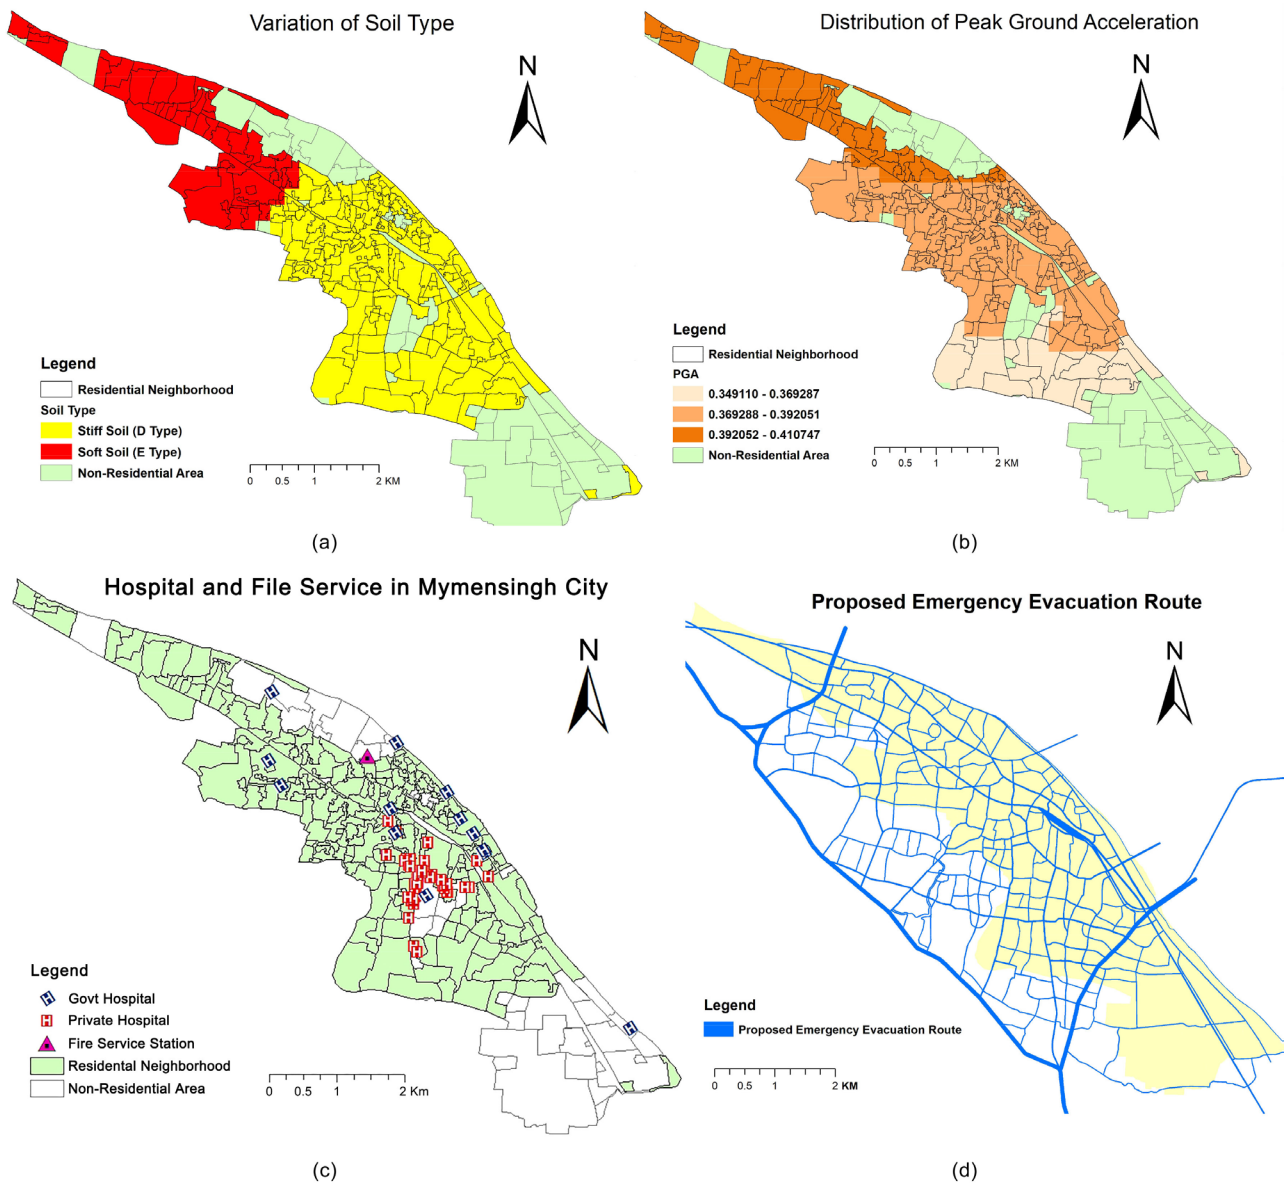 Variation of Soil Type
N
Legend
Residential Neighborhood
Soil Type
Stiff Soil (D Type)
Soft Soil (E Type)
Non-Residential Area
0 0.5 1 2 KM
(a)
Distribution of Peak Ground Acceleration
N
Legend
Residential Neighborhood
PGA
0.349110 - 0.369287
0.369288 - 0.392051
0.392052 - 0.410747
Non-Residential Area
0 0.5 1 2 KM
(b)
Hospital and File Service in Mymensingh City
N
H H H H H H H H H H H H H H H H H H H H H H H H H H H H H H H H H
Legend
H Govt Hospital
H Private Hospital
Fire Service Station
Residental Neighborhood
Non-Residential Area
0 0.5 1 2 Km
(c)
Proposed Emergency Evacuation Route
N
Legend
Proposed Emergency Evacuation Route
0 0.5 1 2 KM
(d)